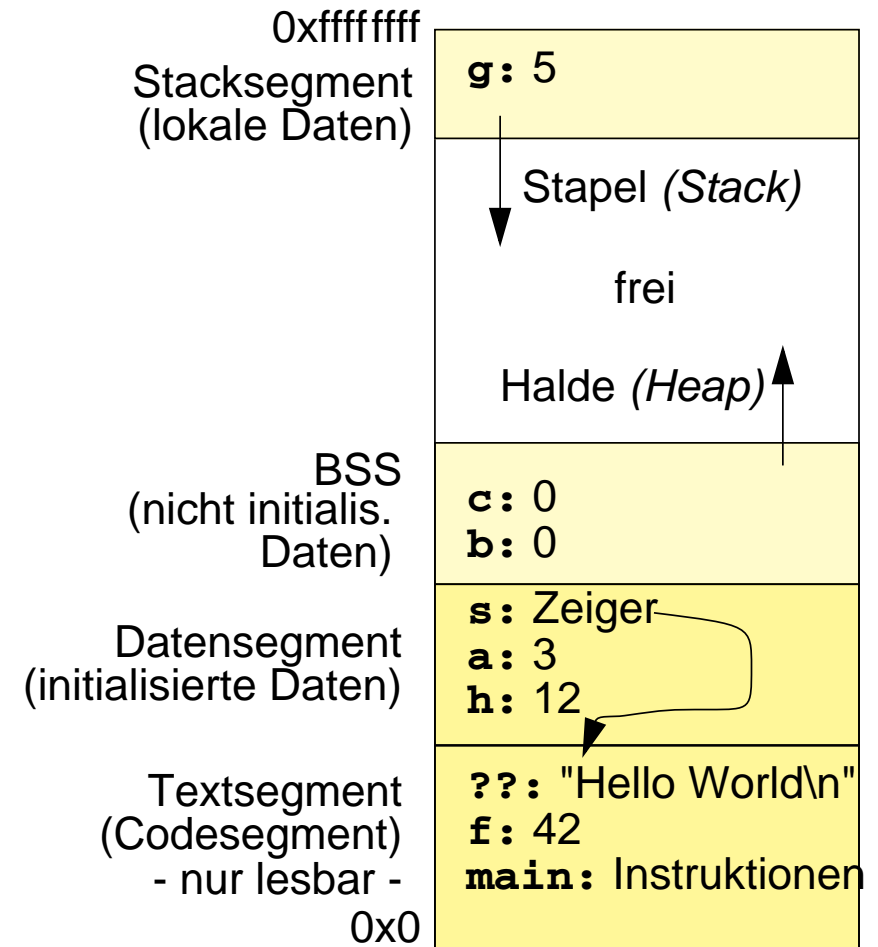 0xffffffff
Stacksegment
(lokale Daten)
g: 5
Stapel (Stack)
frei
Halde (Heap)
BSS
(nicht initialis.
Daten)
c: 0
b: 0
Datensegment
(initialisierte Daten)
s: Zeiger
a: 3
h: 12
Textsegment
(Codesegment)
- nur lesbar -
0x0
??: "Hello World\n"
f: 42
main: Instruktionen